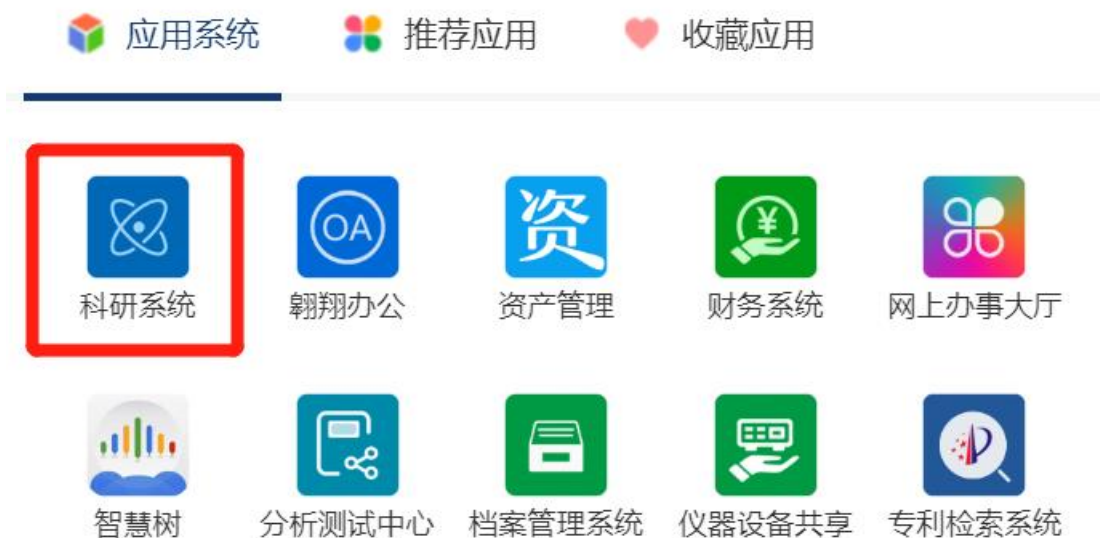 应用系统 推荐应用 收藏应用
OA 资 ¥
科研系统 翱翔办公 资产管理 财务系统 网上办事大厅
智慧树 分析测试中心 档案管理系统 仪器设备共享 专利检索系统